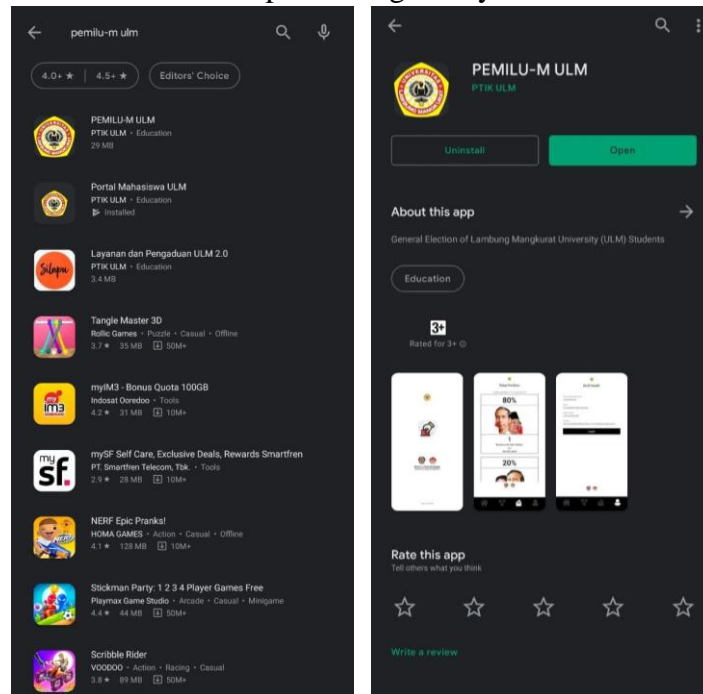 pemilu-m ulm
4.0+ ★ | 4.5+ ★
Editors' Choice
PEMILU-M ULM
PTIK ULM • Education
29 MB
Portal Mahasiswa ULM
PTIK ULM • Education
Installed
Silapu
Layanan dan Pengaduan ULM 2.0
PTIK ULM • Education
3.4 MB
Tangle Master 3D
Rollic Games • Puzzle • Casual • Offline
3.7 ★ 35 MB 50M+
myIM3 - Bonus Quota 100GB
Indosat Ooredoo • Tools
4.2 ★ 31 MB 10M+
my
im3
mySF Self Care, Exclusive Deals, Rewards Smartfren
PT. Smartfren Telecom, Tbk. • Tools
2.9 ★ 28 MB 10M+
my
sf.
NERF Epic Pranks!
HOMA GAMES • Action • Casual • Offline
4.1 ★ 128 MB 10M+
Stickman Party: 1 2 3 4 Player Games Free
Playmax Game Studio • Arcade • Casual • Minigame
4.4 ★ 44 MB 50M+
Scribble Rider
VOODOO • Action • Racing • Casual
3.8 ★ 89 MB 50M+
PEMILU-M ULM
PTIK ULM
Uninstall
Open
About this app
General Election of Lambung Mangkurat University (ULM) Students
Education
3+
Rated for 3+
80%
1
20%
Rate this app
Tell others what you think
Write a review